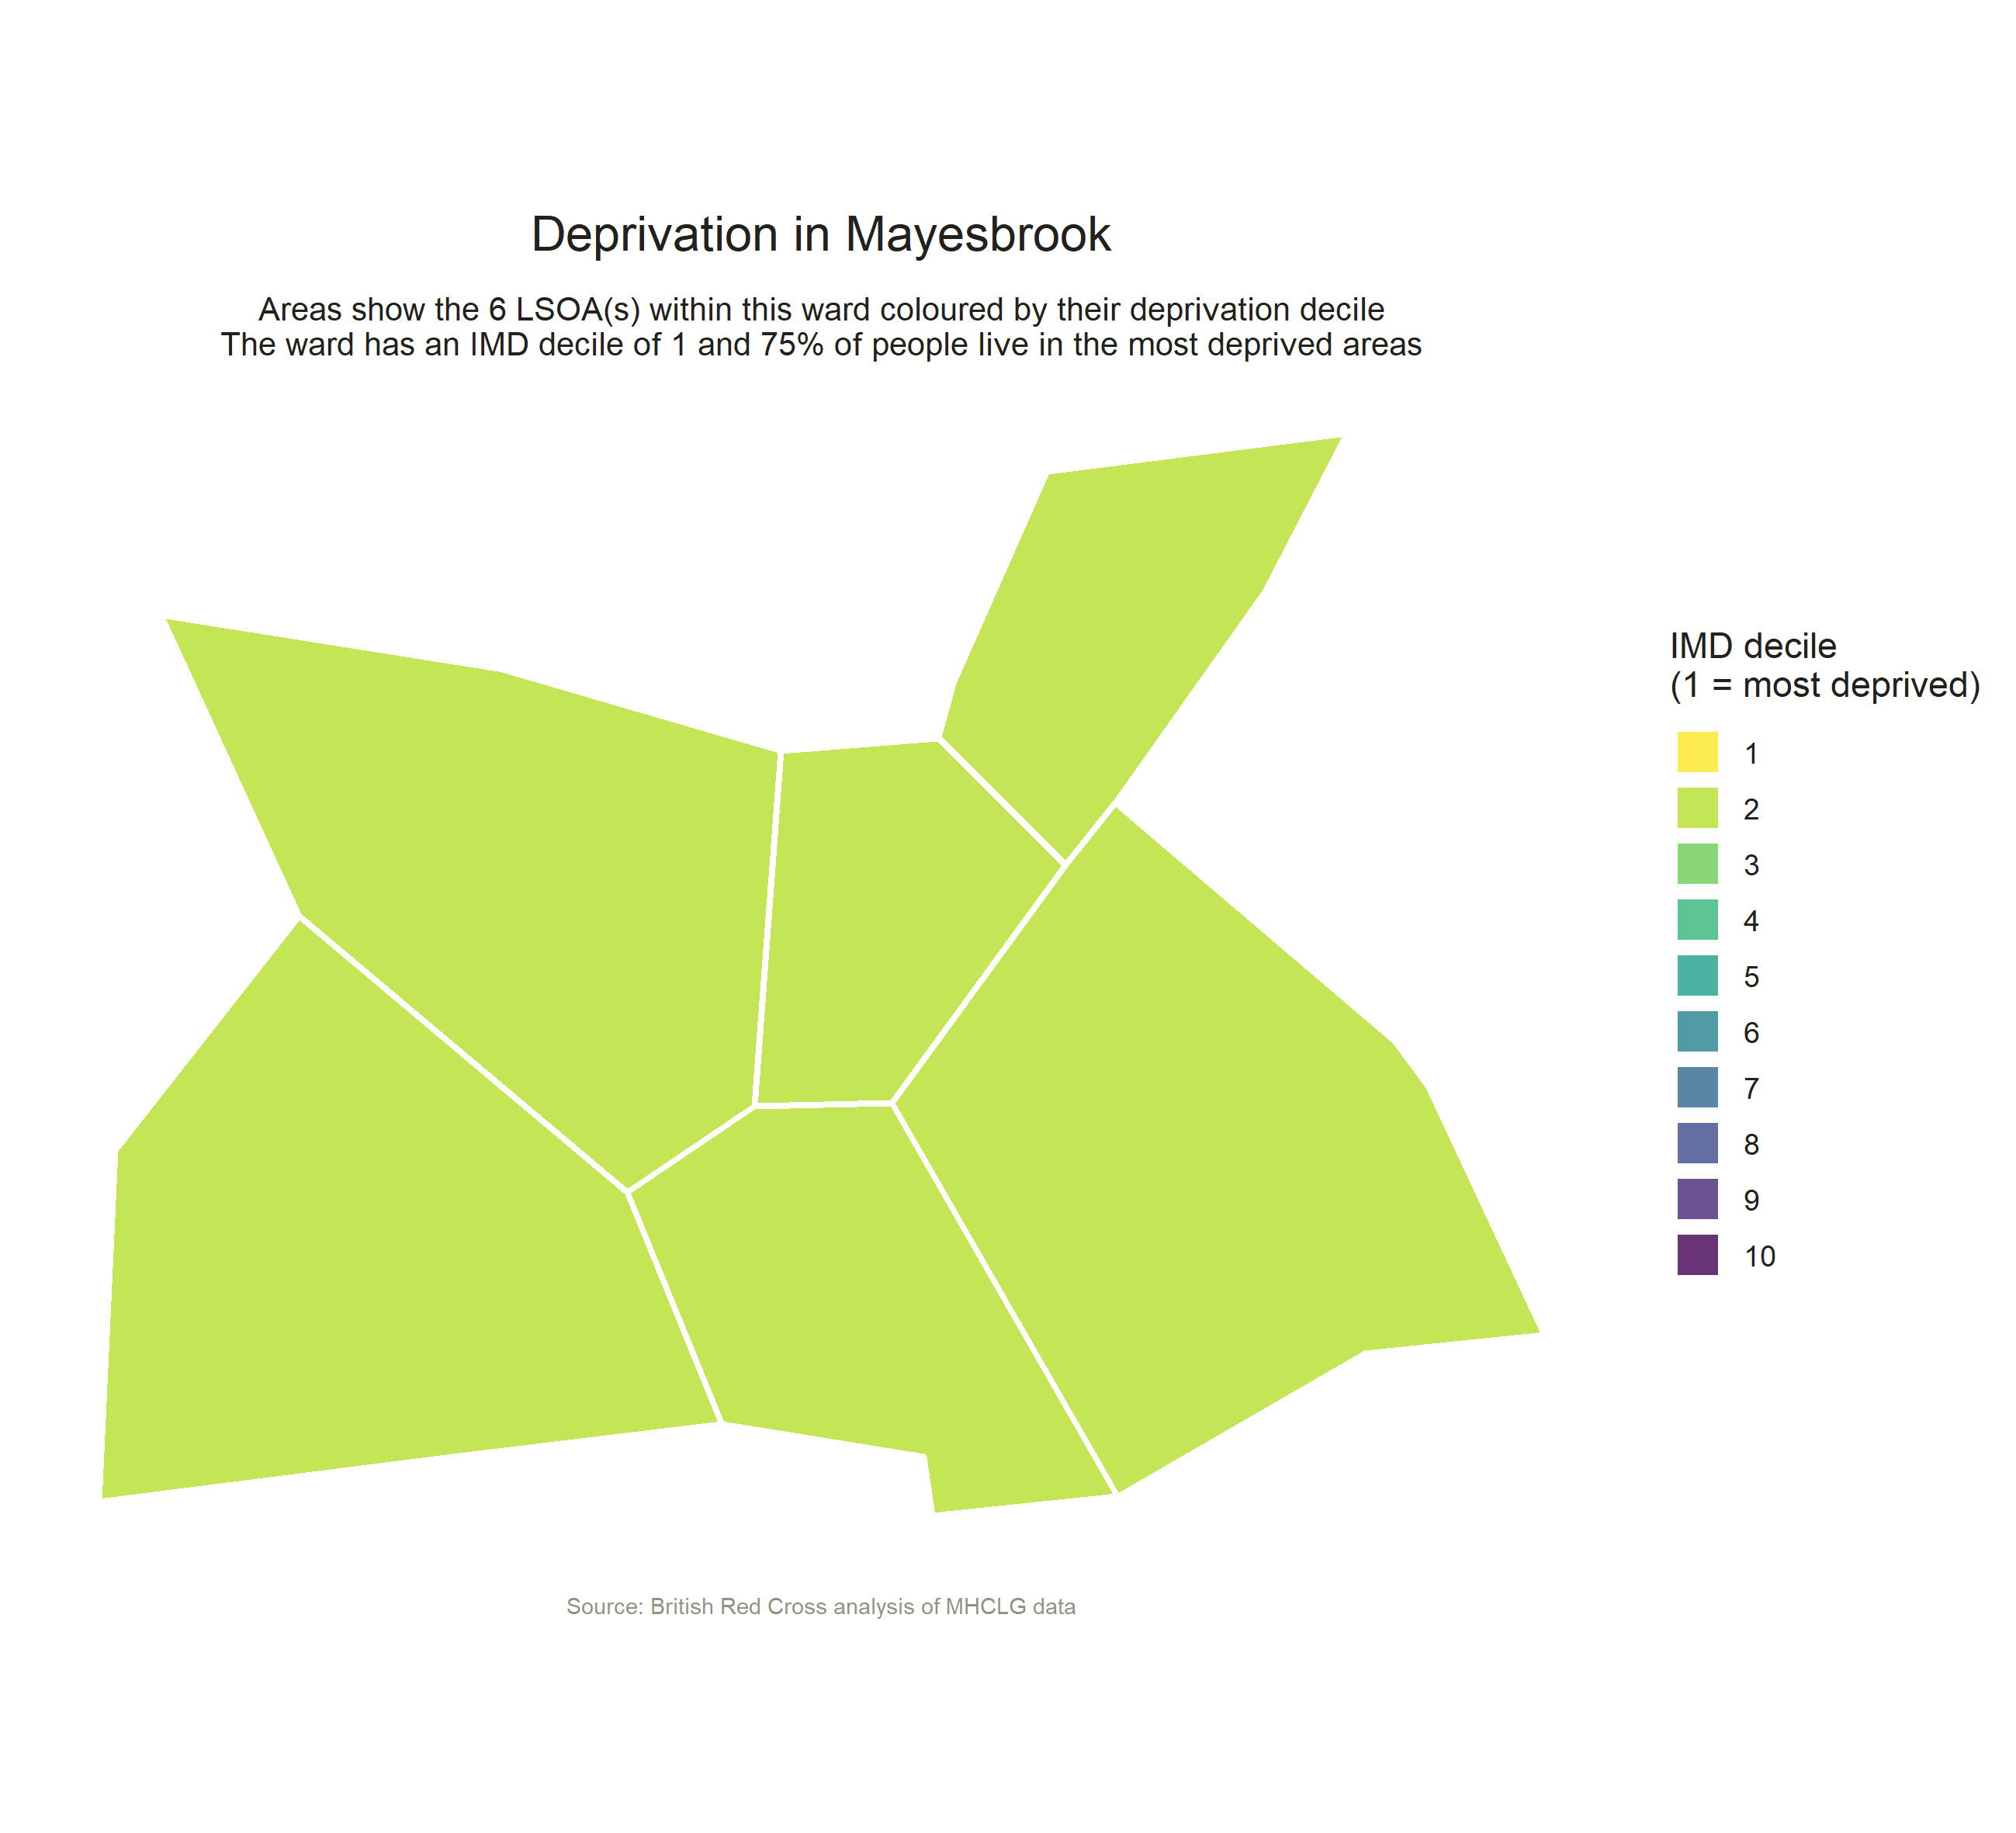 Deprivation in Mayesbrook
Areas show the 6 LSOA(s) within this ward coloured by their deprivation decile
The ward has an IMD decile of 1 and 75% of people live in the most deprived areas
IMD decile
(1 = most deprived)
1
2
3
4
5
6
7
8
9
10
Source: British Red Cross analysis of MHCLG data